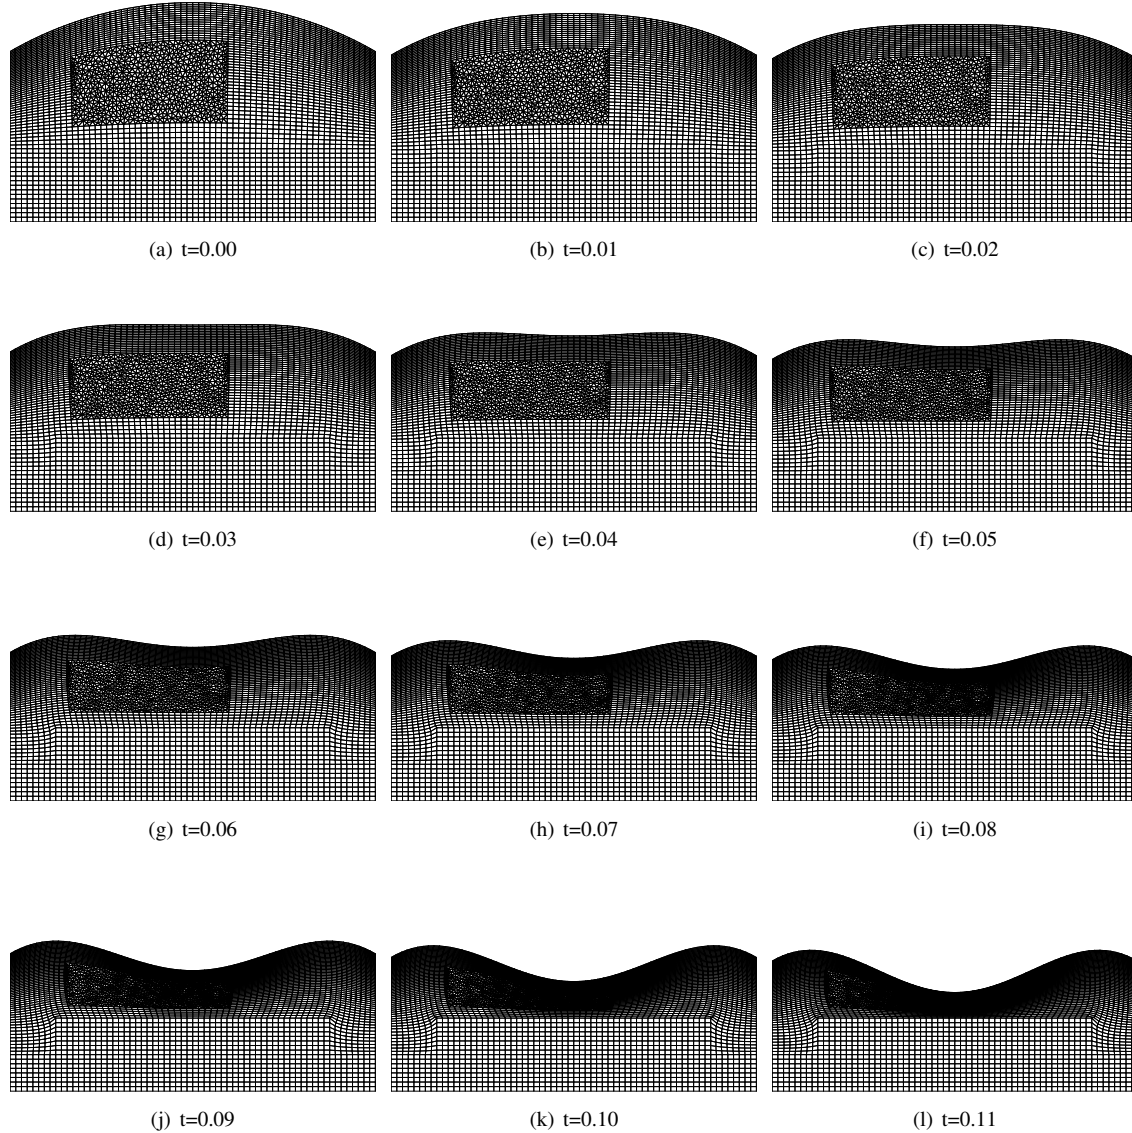 (a) t=0.00
(b) t=0.01
(c) t=0.02
(d) t=0.03
(e) t=0.04
(f) t=0.05
(g) t=0.06
(h) t=0.07
(i) t=0.08
(j) t=0.09
(k) t=0.10
(l) t=0.11